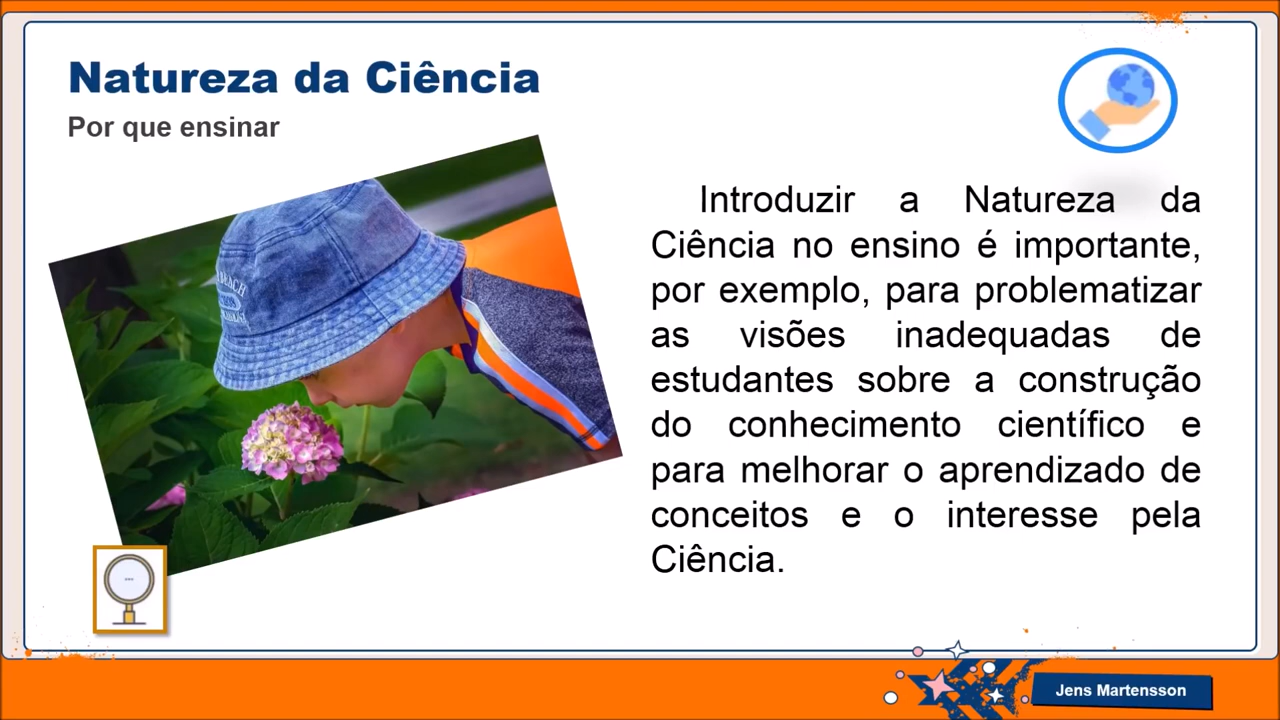 Natureza da Ciência
Por que ensinar
Introduzir a Natureza da
Ciência no ensino é importante,
por exemplo, para problematizar
as visões inadequadas de
estudantes sobre a construção
do conhecimento científico e
para melhorar o aprendizado de
conceitos e o interesse pela
Ciência.
Jens Martensson